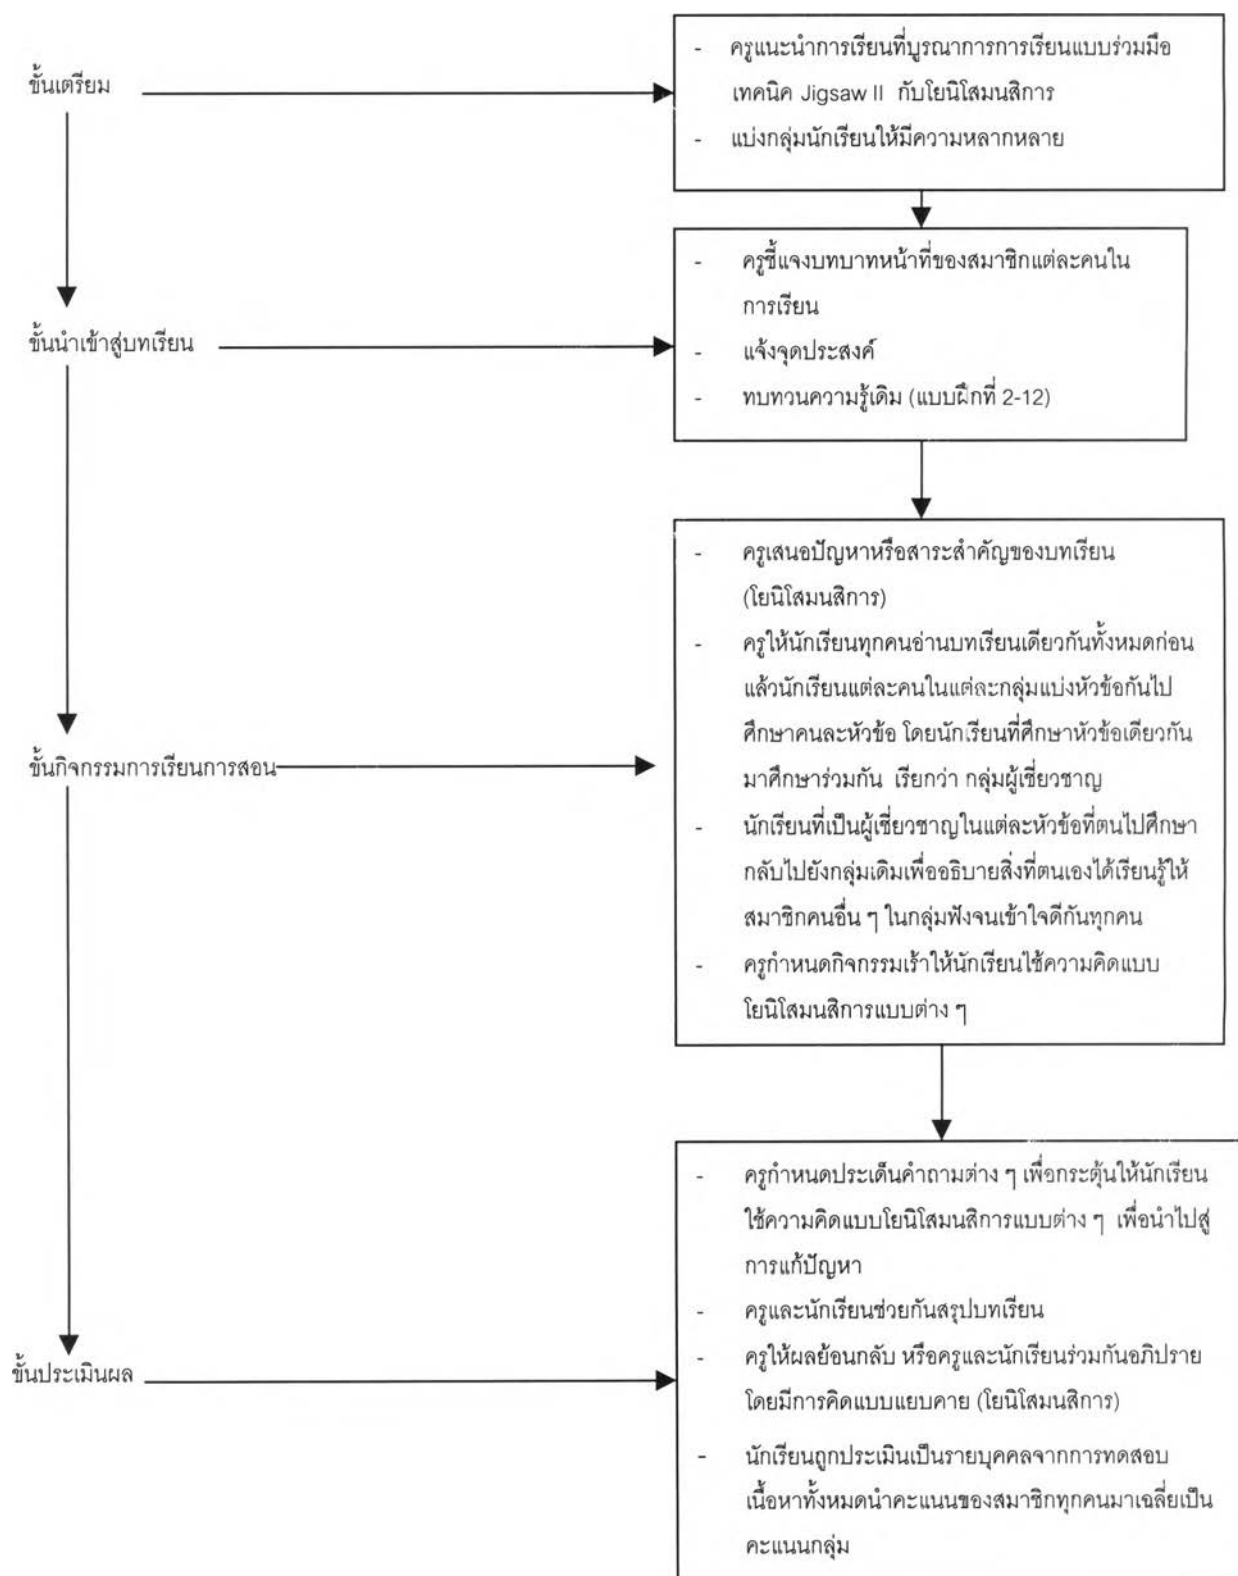 ขั้นเตรียม
- ครูแนะนำการเรียนที่บูรณาการการเรียนแบบร่วมมือ
เทคนิค Jigsaw II กับโยนิโสมนสิการ
- แบ่งกลุ่มนักเรียนให้มีความหลากหลาย
ขั้นนำเข้าสู่บทเรียน
- ครูชี้แจงบทบาทหน้าที่ของสมาชิกแต่ละคนใน
การเรียน
- แจ้งจุดประสงค์
- ทบทวนความรู้เดิม (แบบฝึกที่ 2-12)
ขั้นกิจกรรมการเรียนการสอน
- ครูเสนอปัญหาหรือสาระสำคัญของบทเรียน
(โยนิโสมนสิการ)
- ครูให้นักเรียนทุกคนอ่านบทเรียนเดียวกันทั้งหมดก่อน
แล้วนักเรียนแต่ละคนในแต่ละกลุ่มแบ่งหัวข้อกันไป
ศึกษาคนละหัวข้อ โดยนักเรียนที่ศึกษาหัวข้อเดียวกัน
มาศึกษาร่วมกัน เรียกว่า กลุ่มผู้เชี่ยวชาญ
- นักเรียนที่เป็นผู้เชี่ยวชาญในแต่ละหัวข้อที่ตนไปศึกษา
กลับไปยังกลุ่มเดิมเพื่ออธิบายสิ่งที่ตนเองได้เรียนรู้ให้
สมาชิกคนอื่น ๆ ในกลุ่มฟังจนเข้าใจดีกันทุกคน
- ครูกำหนดกิจกรรมเร้าให้นักเรียนใช้ความคิดแบบ
โยนิโสมนสิการแบบต่าง ๆ
ขั้นประเมินผล
- ครูกำหนดประเด็นคำถามต่าง ๆ เพื่อกระตุ้นให้นักเรียน
ใช้ความคิดแบบโยนิโสมนสิการแบบต่าง ๆ เพื่อนำไปสู่
การแก้ปัญหา
- ครูและนักเรียนช่วยกันสรุปบทเรียน
- ครูให้ผลย้อนกลับ หรือครูและนักเรียนร่วมกันอภิปราย
โดยมีการคิดแบบแยบคาย (โยนิโสมนสิการ)
- นักเรียนถูกประเมินเป็นรายบุคคลจากการทดสอบ
เนื้อหาทั้งหมดนำคะแนนของสมาชิกทุกคนมาเฉลี่ยเป็น
คะแนนกลุ่ม